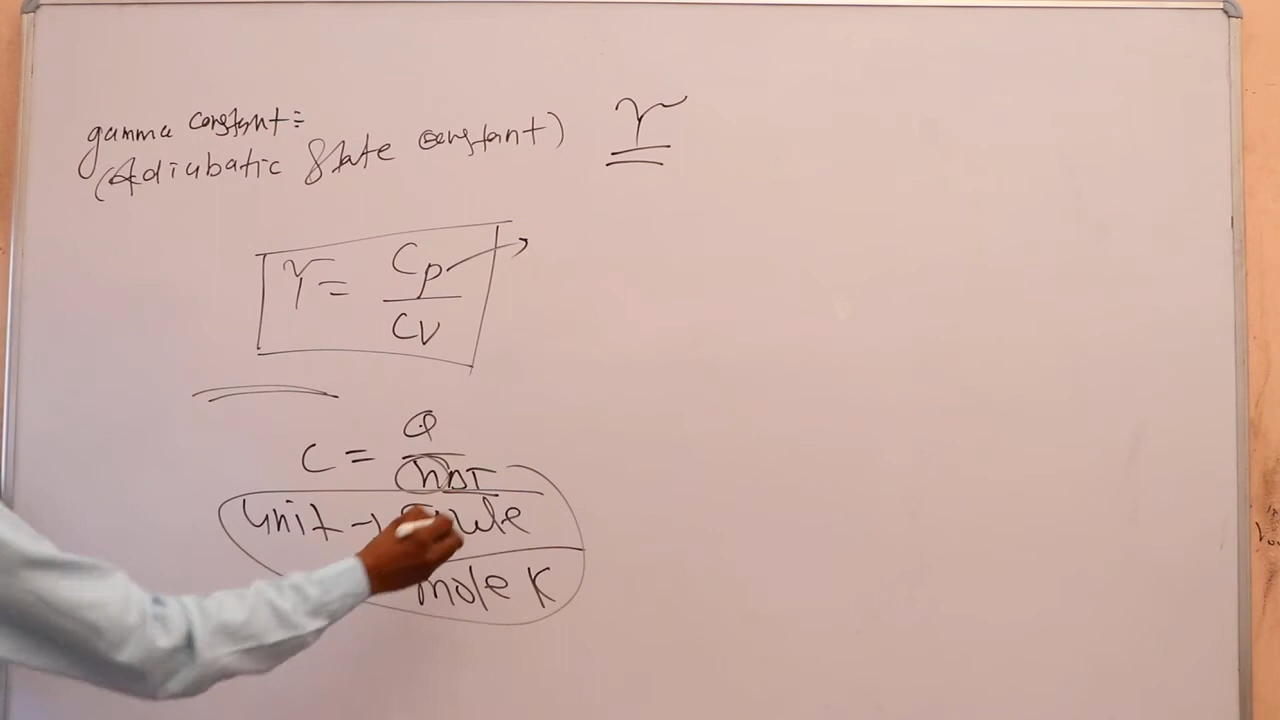 gamma constant =
(Adiabatic State constant) γ
γ = Cp / Cv
C = Q / nΔT
Unit → Joule / mole K